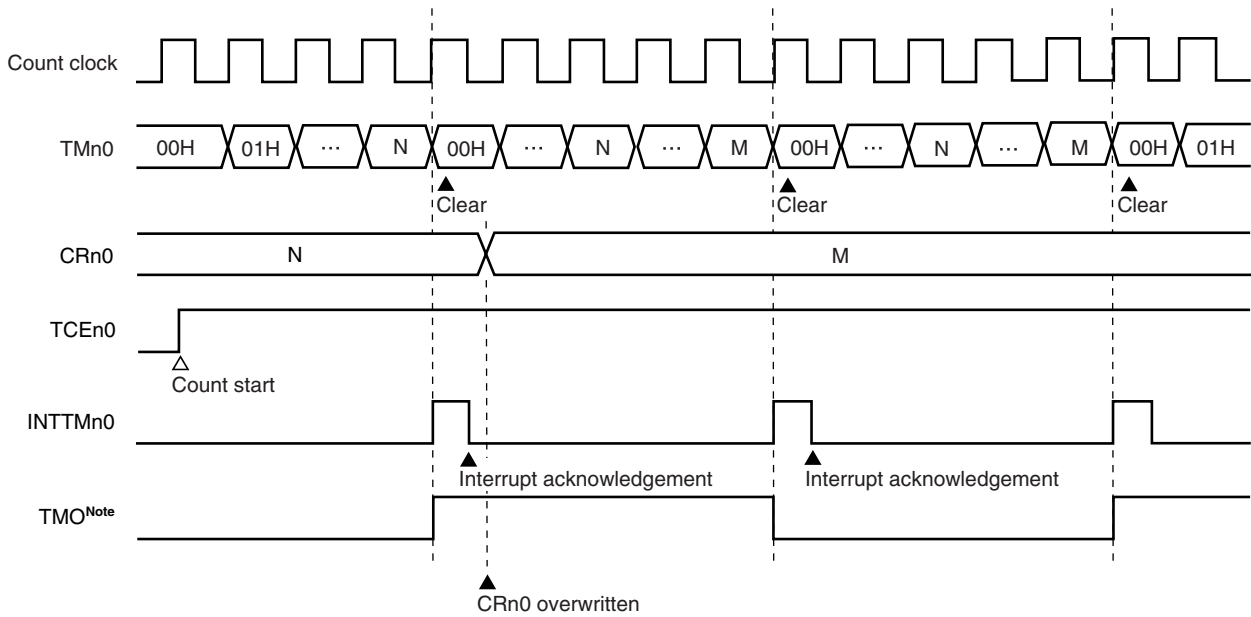 Count clock
TMn0 00H 01H ... N 00H ... N ... M 00H ... N ... M 00H 01H
Clear Clear Clear
CRn0 N M
TCEn0
Count start
INTTMn0
Interrupt acknowledgement Interrupt acknowledgement
TMONote
CRn0 overwritten